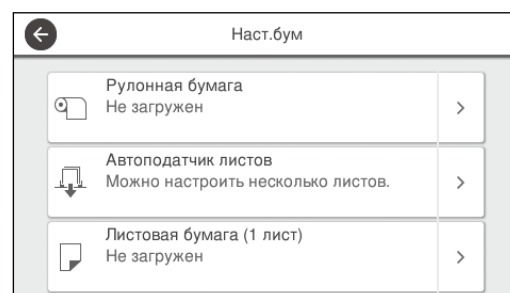 Наст.бум
Рулонная бумага
Не загружен
Автоподатчик листов
Можно настроить несколько листов.
Листовая бумага (1 лист)
Не загружен